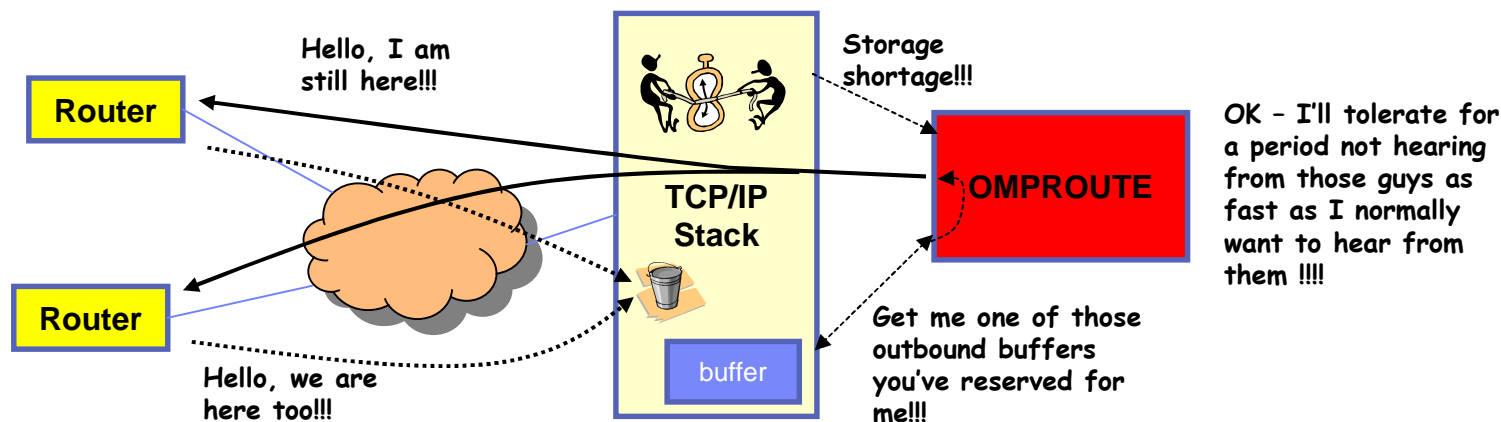 Hello, I am
still here!!!
Router
Router
Hello, we are
here too!!!
TCP/IP
Stack
buffer
Storage
shortage!!!
OMPROUTE
Get me one of those
outbound buffers
you've reserved for
me!!!
OK – I'll tolerate for
a period not hearing
from those guys as
fast as I normally
want to hear from
them !!!!